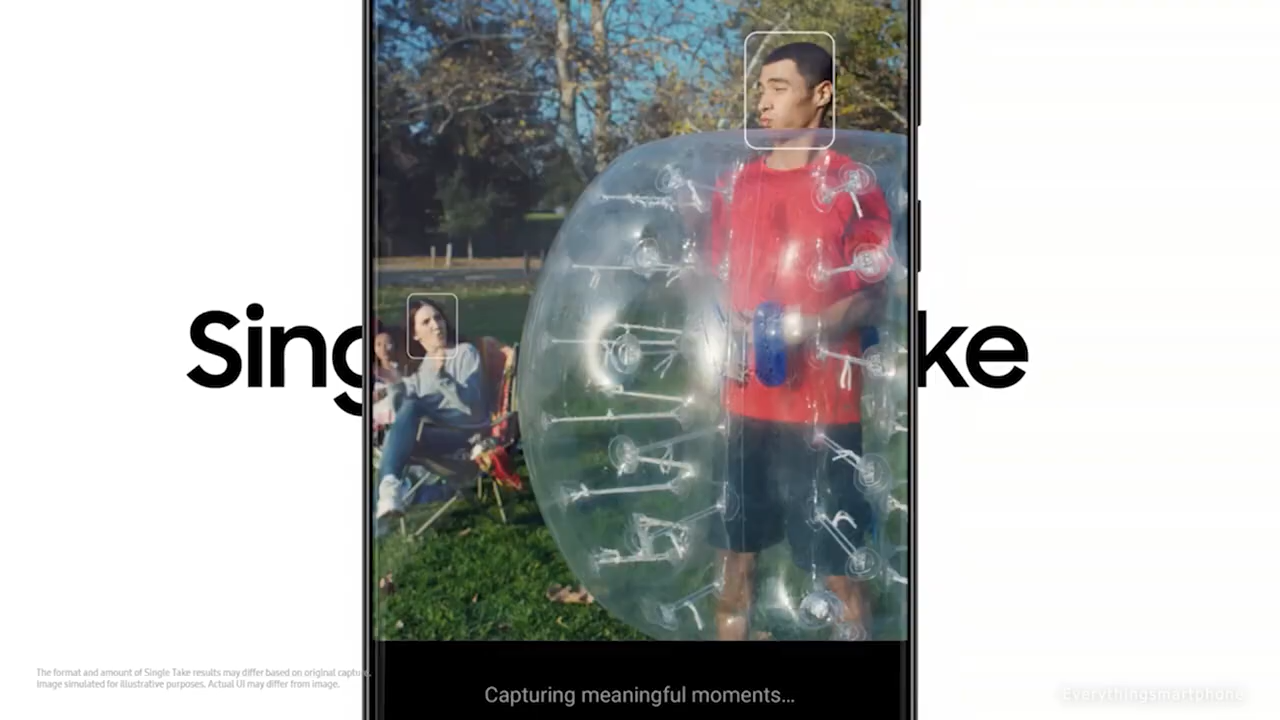 Sing ke
The format and amount of Single Take results may differ based on original capture.
Image simulated for illustrative purposes. Actual UI may differ from image.
Capturing meaningful moments...
Everythingsmartphone